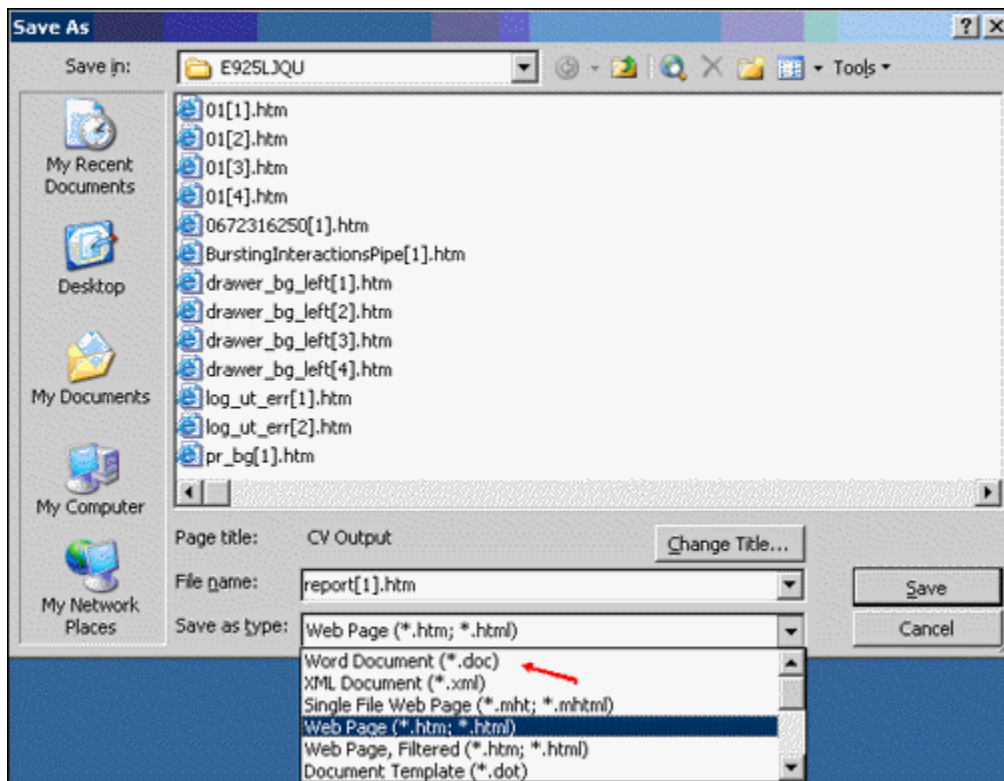 Save As
Save in:
E925LJQU
Tools
My Recent
Documents
Desktop
My Documents
My Computer
My Network
Places
01[1].htm
01[2].htm
01[3].htm
01[4].htm
0672316250[1].htm
BurstingInteractionsPipe[1].htm
drawer_bg_left[1].htm
drawer_bg_left[2].htm
drawer_bg_left[3].htm
drawer_bg_left[4].htm
log_ut_err[1].htm
log_ut_err[2].htm
pr_bg[1].htm
Page title: CV Output Change Title...
File name: report[1].htm Save
Save as type: Web Page (*.htm; *.html) Cancel
Word Document (*.doc)
XML Document (*.xml)
Single File Web Page (*.mht; *.mhtml)
Web Page (*.htm; *.html)
Web Page, Filtered (*.htm; *.html)
Document Template (*.dot)